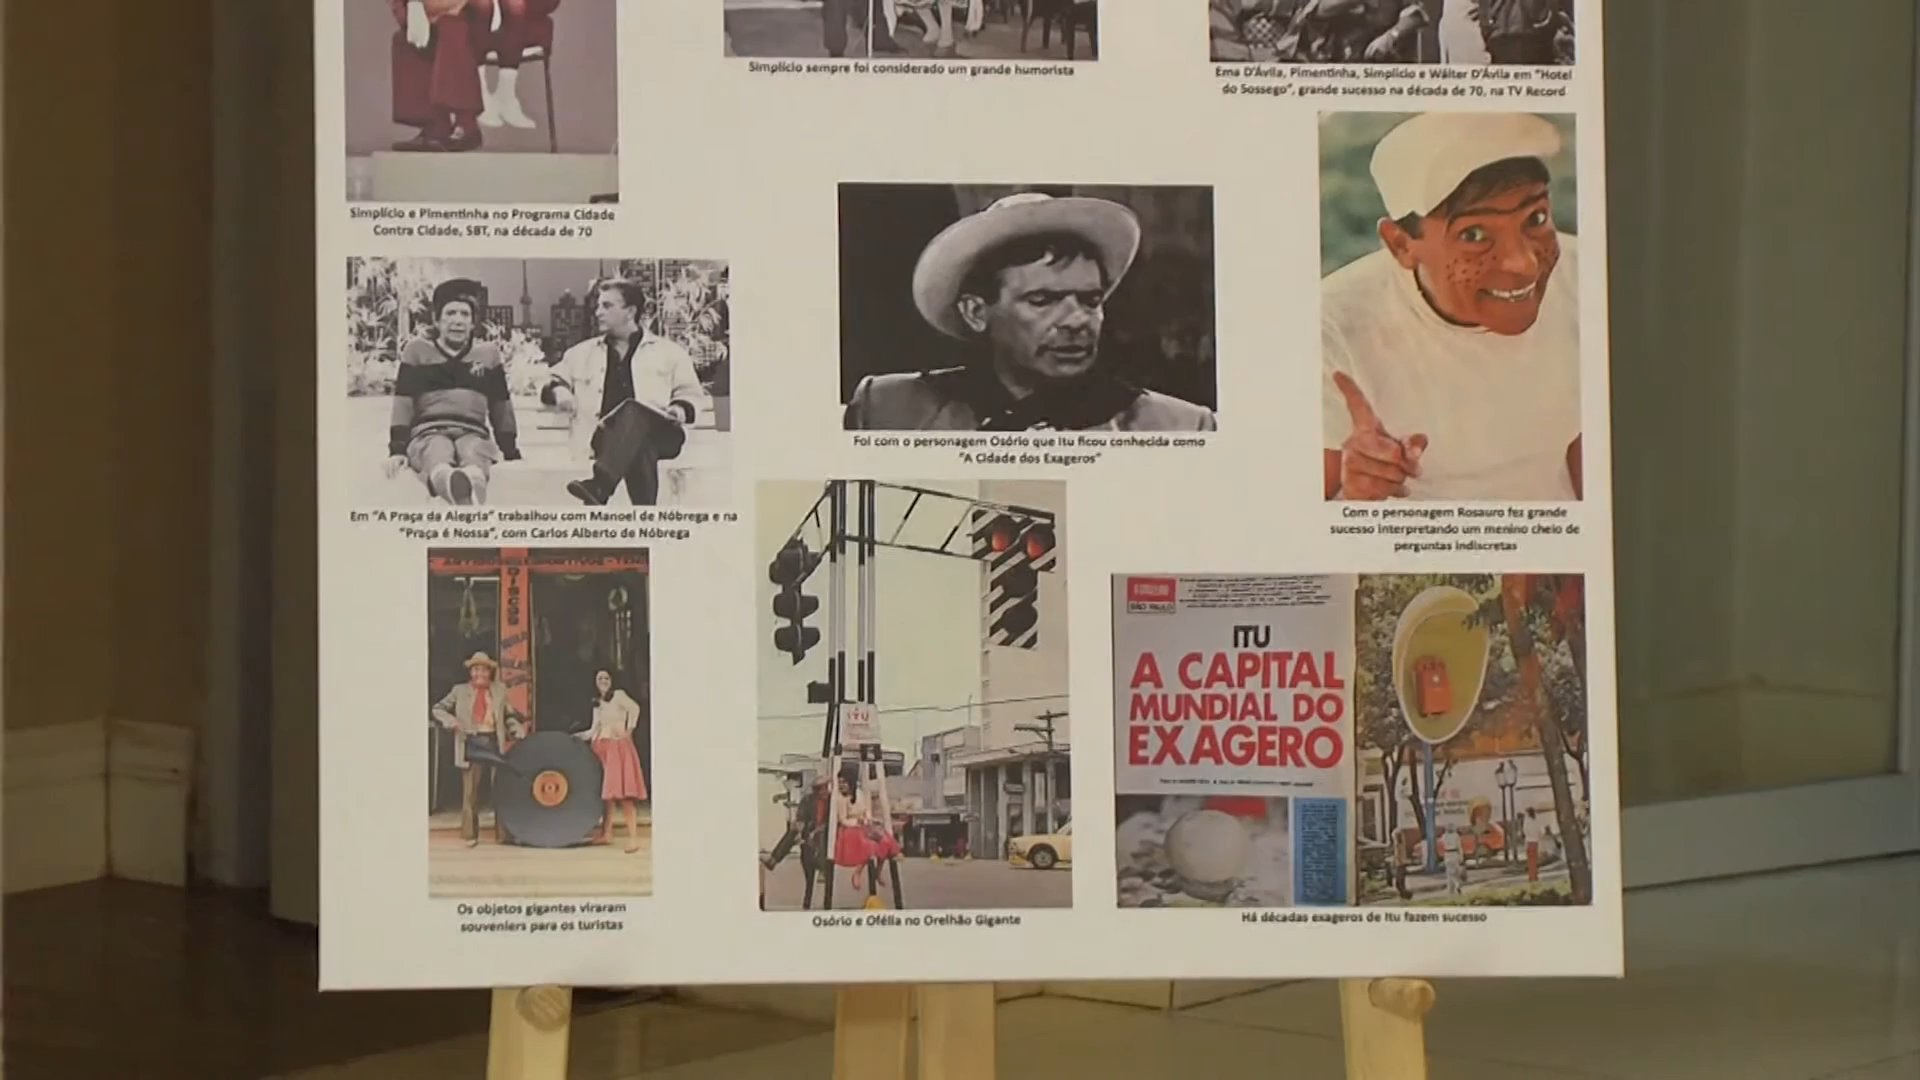 Simplício sempre foi considerado um grande humorista
Ema D'Ávila, Pimentinha, Simplício e Wálter D'Ávila em "Hotel
do Sossego", grande sucesso na década de 70, na TV Record
Simplício e Pimentinha no Programa Cidade
Contra Cidade, SBT, na década de 70
Foi com o personagem Osório que Itu ficou conhecida como
"A Cidade dos Exageros"
Em "A Praça da Alegria" trabalhou com Manoel de Nóbrega e na
"Praça é Nossa", com Carlos Alberto de Nóbrega
Com o personagem Rosauro fez grande
sucesso interpretando um menino cheio de
perguntas indiscretas
DISCOS
ITU
SÃO PAULO
ITU
A CAPITAL
MUNDIAL DO
EXAGERO
Os objetos gigantes viraram
souveniers para os turistas
Osório e Ofélia no Orelhão Gigante
Há décadas exageros de Itu fazem sucesso